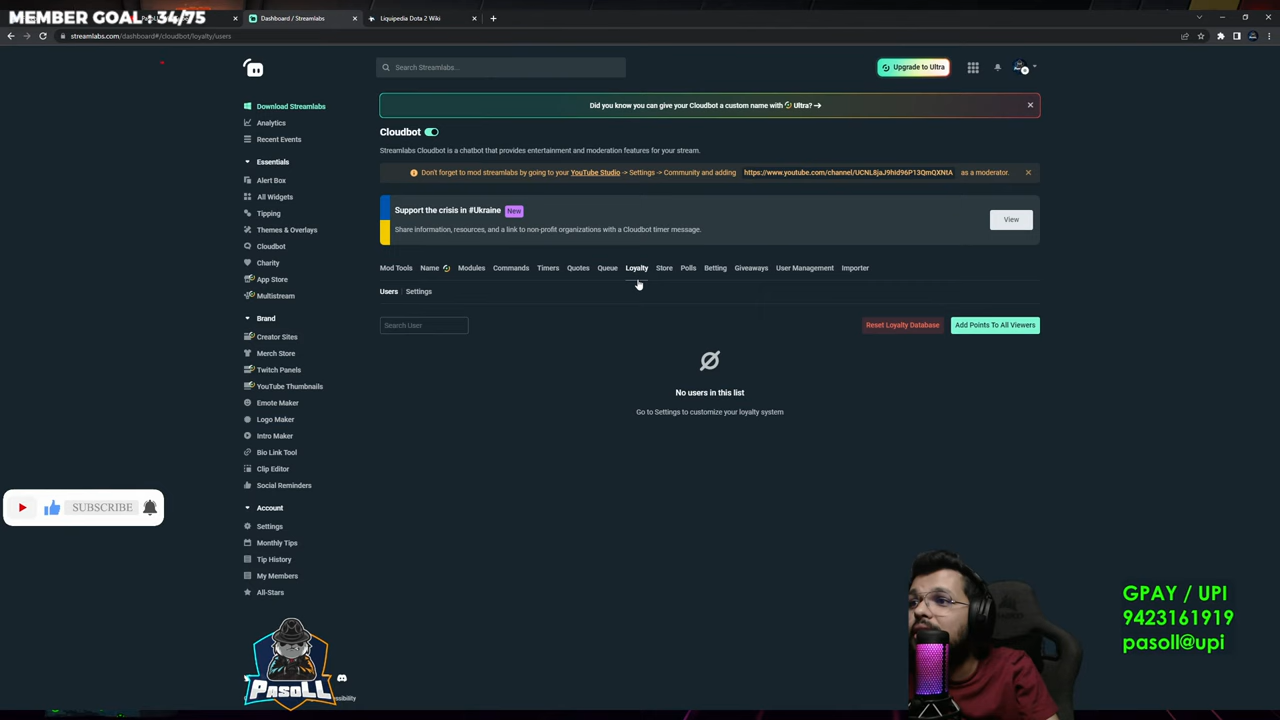 MEMBER GOAL : 34/75
Dashboard / Streamlabs
Liquipedia Dota 2 Wiki
streamlabs.com/dashboard#/cloudbot/loyalty/users
Search Streamlabs...
Upgrade to Ultra
Download Streamlabs
Analytics
Recent Events
Essentials
Alert Box
All Widgets
Tipping
Themes & Overlays
Cloudbot
Charity
App Store
Multistream
Brand
Creator Sites
Merch Store
Twitch Panels
YouTube Thumbnails
Emote Maker
Logo Maker
Intro Maker
Bio Link Tool
Clip Editor
Social Reminders
Account
Settings
Monthly Tips
Tip History
My Members
All-Stars
Did you know you can give your Cloudbot a custom name with Ultra? →
Cloudbot
Streamlabs Cloudbot is a chatbot that provides entertainment and moderation features for your stream.
Don't forget to mod streamlabs by going to your YouTube Studio -> Settings -> Community and adding https://www.youtube.com/channel/UCNL8jaJ9hId96P13QmQXNtA as a moderator.
Support the crisis in #Ukraine New
Share information, resources, and a link to non-profit organizations with a Cloudbot timer message.
View
Mod Tools Name Modules Commands Timers Quotes Queue Loyalty Store Polls Betting Giveaways User Management Importer
Users Settings
Search User
Reset Loyalty Database
Add Points To All Viewers
No users in this list
Go to Settings to customize your loyalty system
SUBSCRIBE
PASOLL
GPAY / UPI
9423161919
pasoll@upi